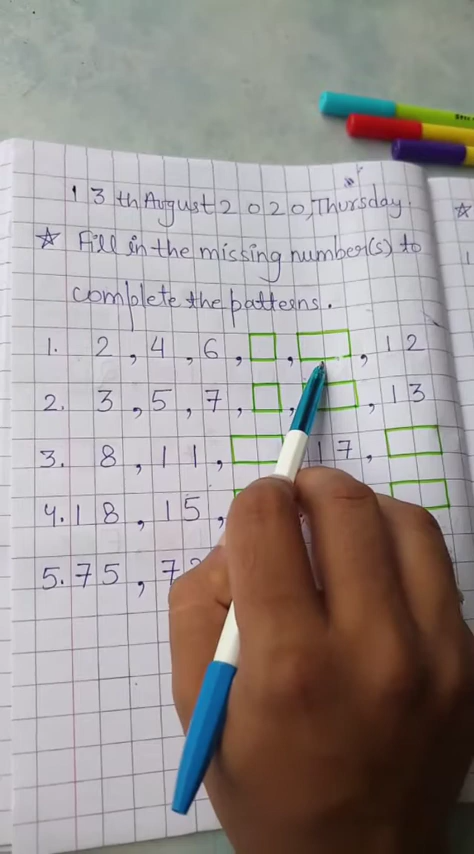 13th August 2020, Thursday.
☆ Fill in the missing number(s) to
complete the patterns.
1. 2, 4, 6, □, □, 12
2. 3, 5, 7, □, □, 13
3. 8, 11, □, 17, □
4. 18, 15, □ □
5. 75,